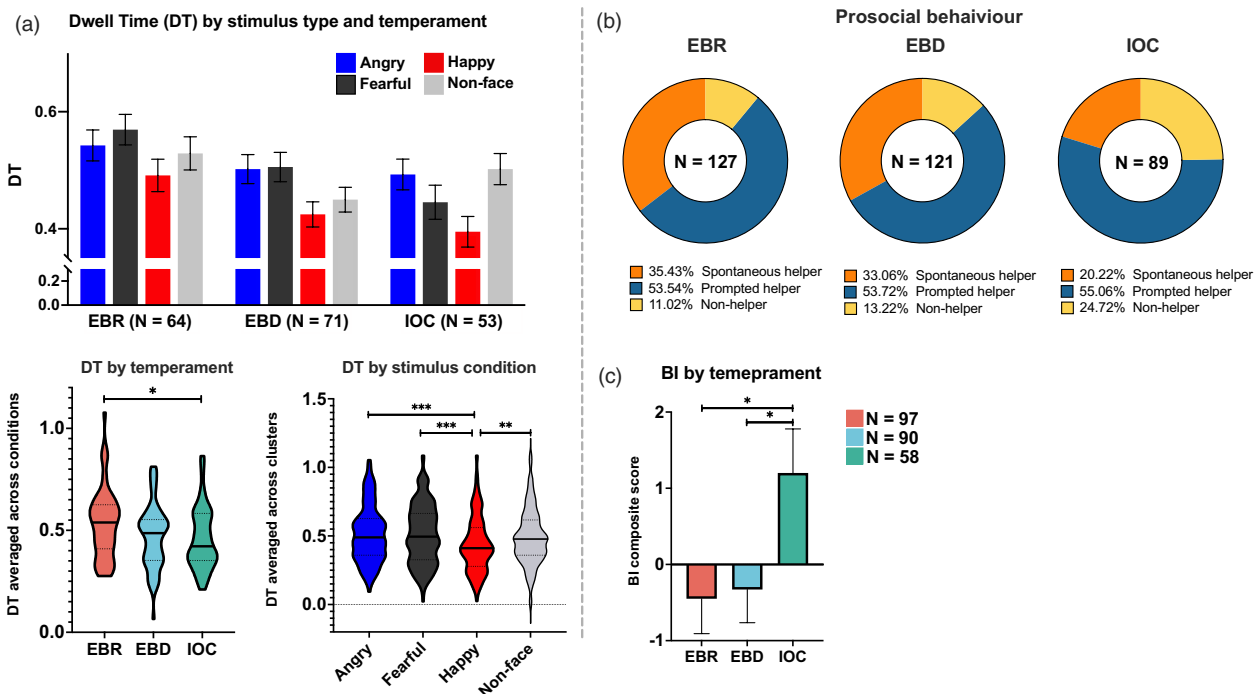 (a)
Dwell Time (DT) by stimulus type and temperament
Angry
Happy
Fearful
Non-face
DT
0.6
0.4
0.2
0.0
EBR (N = 64)
EBD (N = 71)
IOC (N = 53)
DT by temperament
*
DT averaged across conditions
1.0
0.5
0.0
EBR
EBD
IOC
DT by stimulus condition
***
***
**
DT averaged across clusters
1.5
1.0
0.5
0.0
Angry
Fearful
Happy
Non-face
(b)
Prosocial behaiviour
EBR
EBD
IOC
N = 127
N = 121
N = 89
35.43% Spontaneous helper
53.54% Prompted helper
11.02% Non-helper
33.06% Spontaneous helper
53.72% Prompted helper
13.22% Non-helper
20.22% Spontaneous helper
55.06% Prompted helper
24.72% Non-helper
(c)
BI by temeprament
*
*
BI composite score
2
1
0
-1
EBR
EBD
IOC
N = 97
N = 90
N = 58